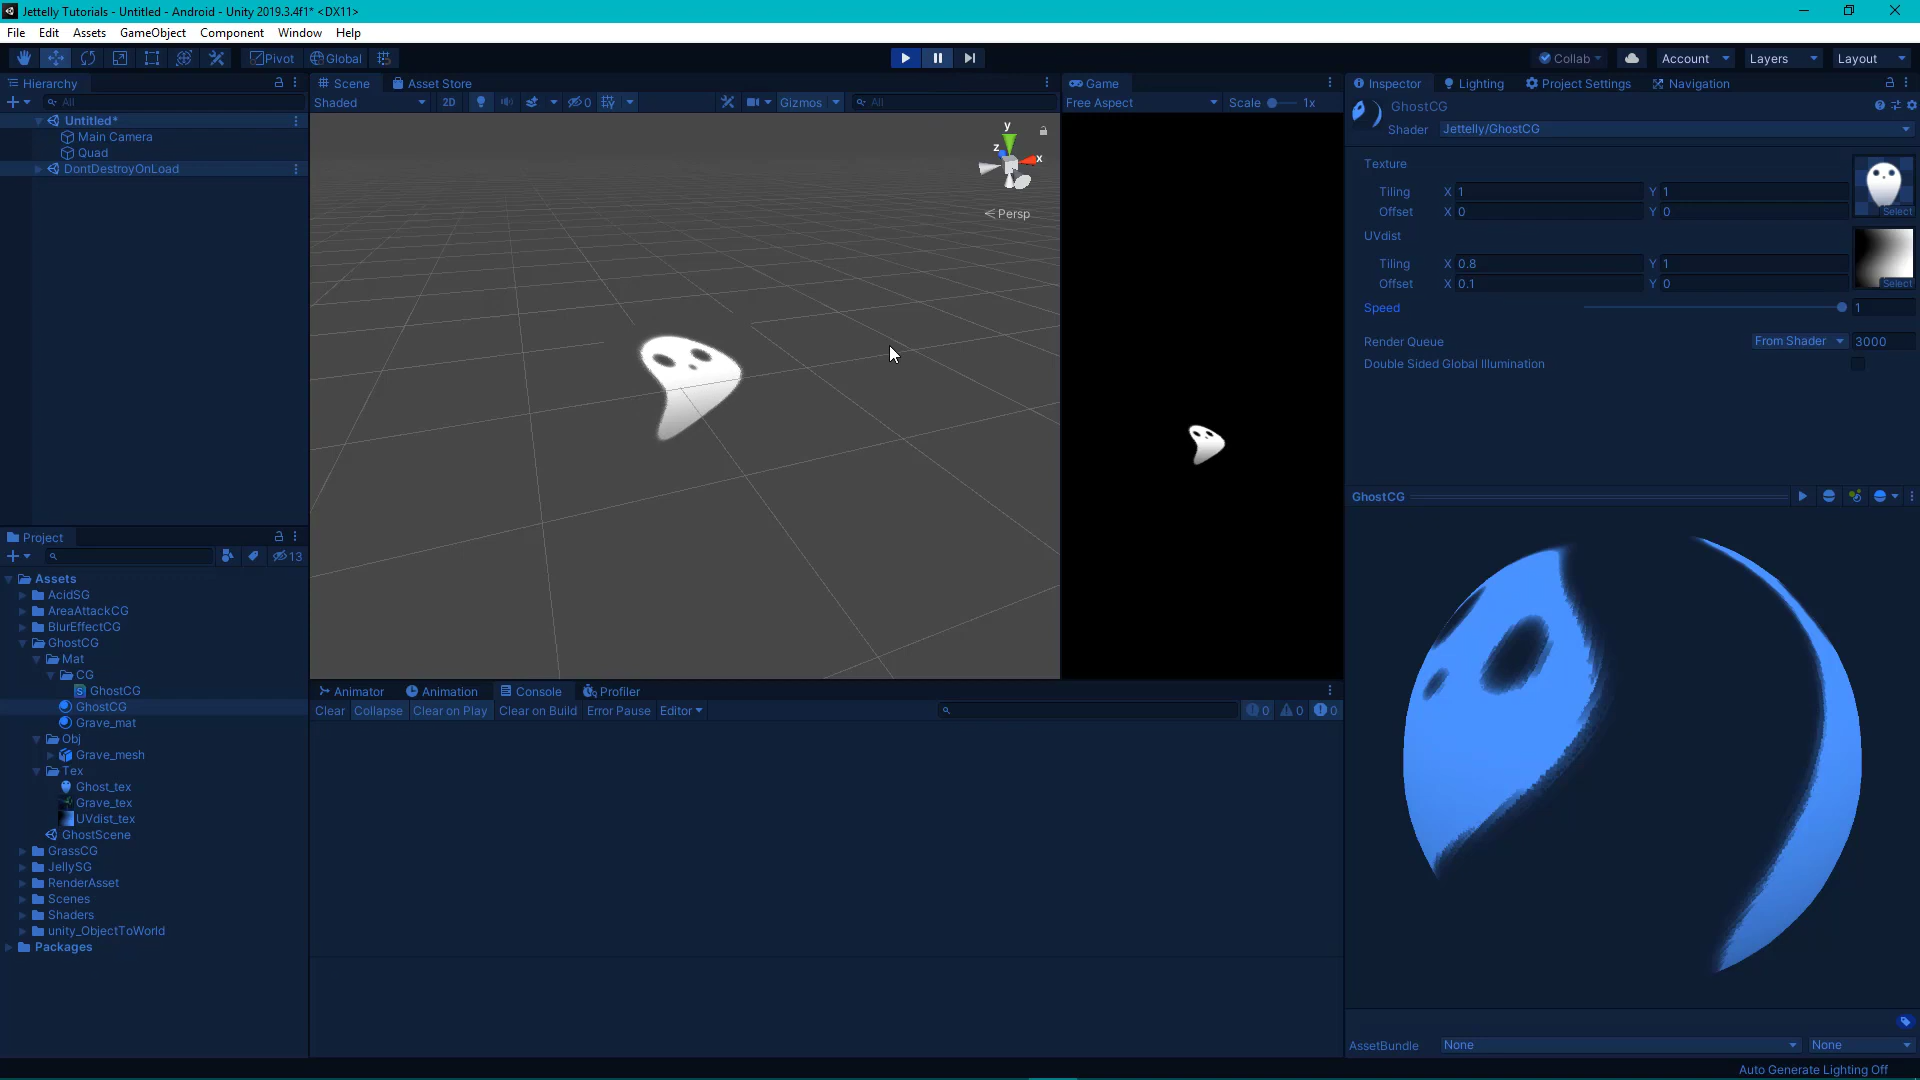 Jettelly Tutorials - Untitled - Android - Unity 2019.3.4f1* <DX11>
File Edit Assets GameObject Component Window Help
Pivot Global Collab Account Layers Layout
Hierarchy
All
Untitled*
Main Camera
Quad
DontDestroyOnLoad
Scene Asset Store
Shaded 2D 0 Gizmos All
y
z
x
Persp
Game
Free Aspect Scale 1x
Inspector Lighting Project Settings Navigation
GhostCG
Shader Jettelly/GhostCG
Texture
Tiling X 1 Y 1
Offset X 0 Y 0
Select
UVdist
Tiling X 0.8 Y 1
Offset X 0.1 Y 0
Select
Speed 1
Render Queue From Shader 3000
Double Sided Global Illumination
GhostCG
Project
13
Assets
AcidSG
AreaAttackCG
BlurEffectCG
GhostCG
Mat
CG
GhostCG
GhostCG
Grave_mat
Obj
Grave_mesh
Tex
Ghost_tex
Grave_tex
UVdist_tex
GhostScene
GrassCG
JellySG
RenderAsset
Scenes
Shaders
unity_ObjectToWorld
Packages
Animator Animation Console Profiler
Clear Collapse Clear on Play Clear on Build Error Pause Editor 0 0 0
AssetBundle None None
Auto Generate Lighting Off